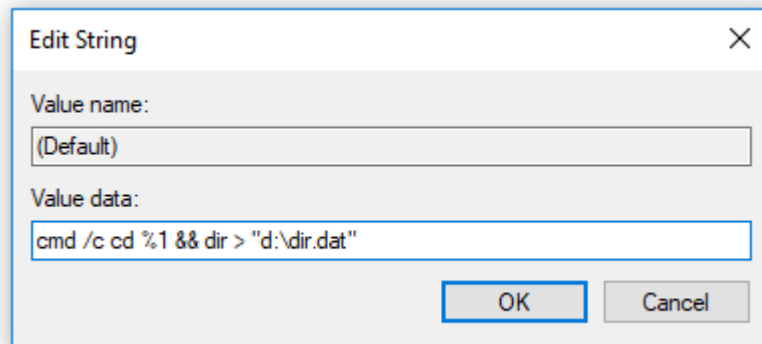 Edit String
Value name:
(Default)
Value data:
cmd /c cd %1 && dir > "d:\dir.dat"
OK Cancel